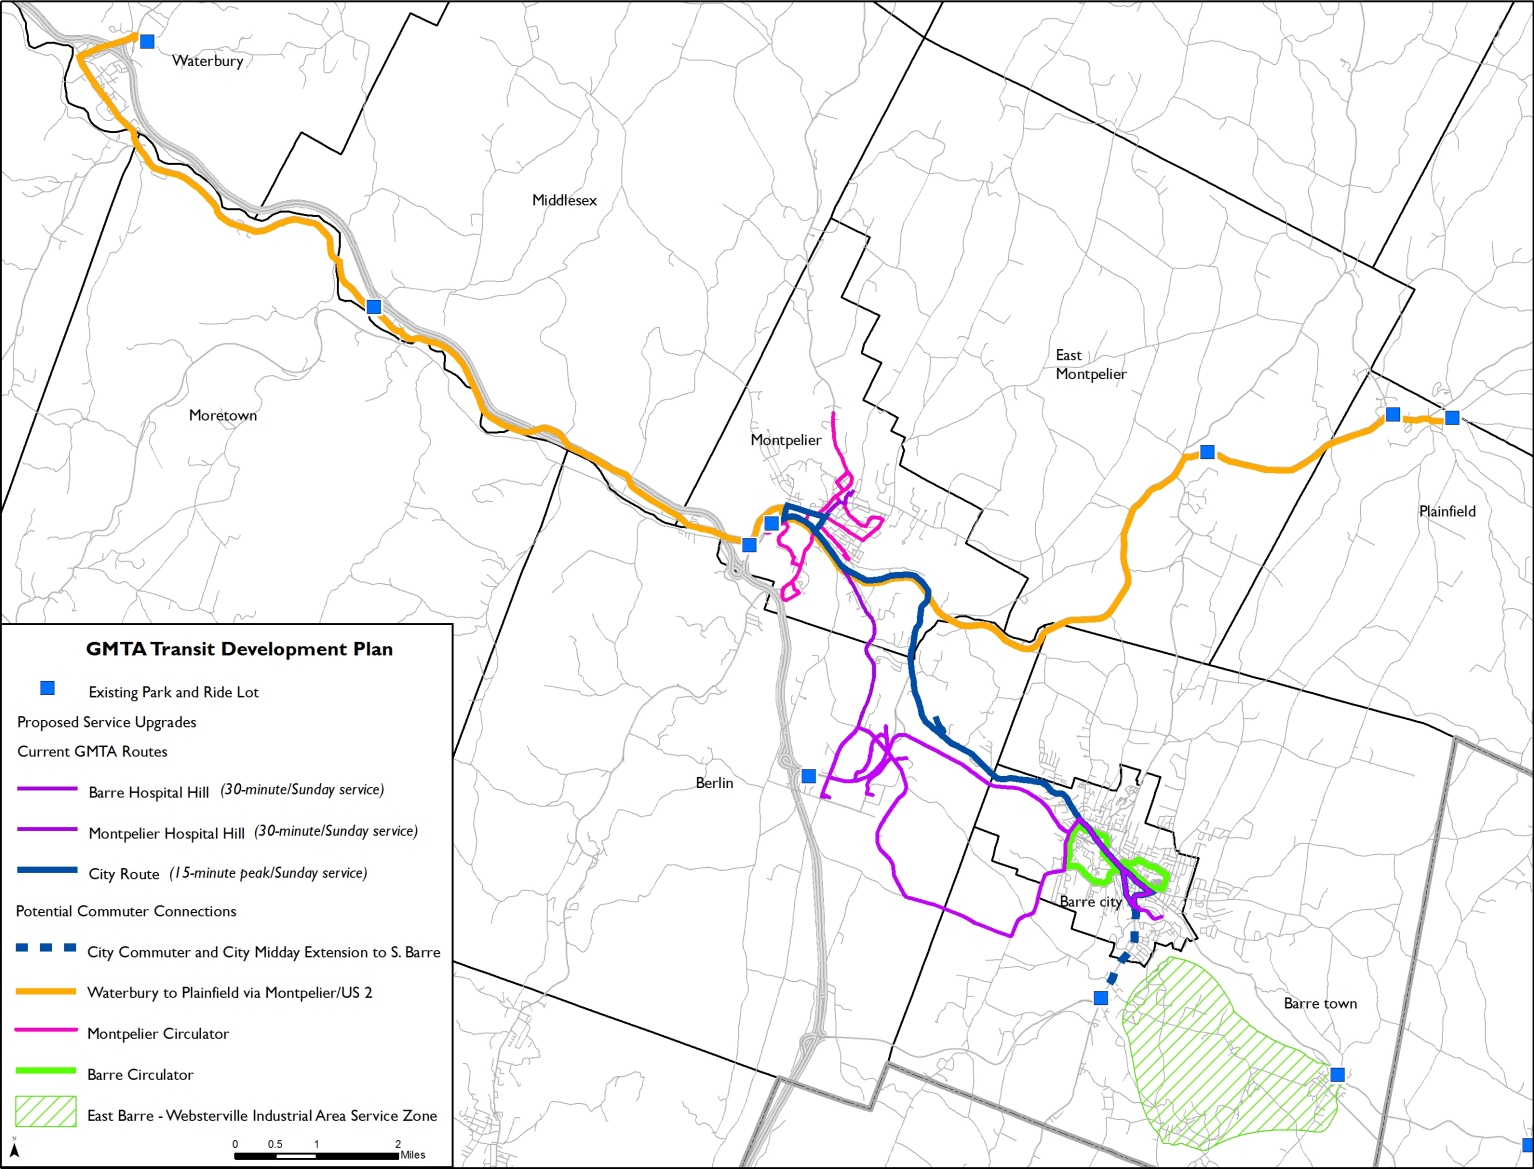 Waterbury
Middlesex
East
Montpelier
Moretown
Montpelier
Plainfield
Berlin
Barre city
Barre town
GMTA Transit Development Plan
Existing Park and Ride Lot
Proposed Service Upgrades
Current GMTA Routes
Barre Hospital Hill (30-minute/Sunday service)
Montpelier Hospital Hill (30-minute/Sunday service)
City Route (15-minute peak/Sunday service)
Potential Commuter Connections
City Commuter and City Midday Extension to S. Barre
Waterbury to Plainfield via Montpelier/US 2
Montpelier Circulator
Barre Circulator
East Barre - Websterville Industrial Area Service Zone
N
0 0.5 1 2
Miles